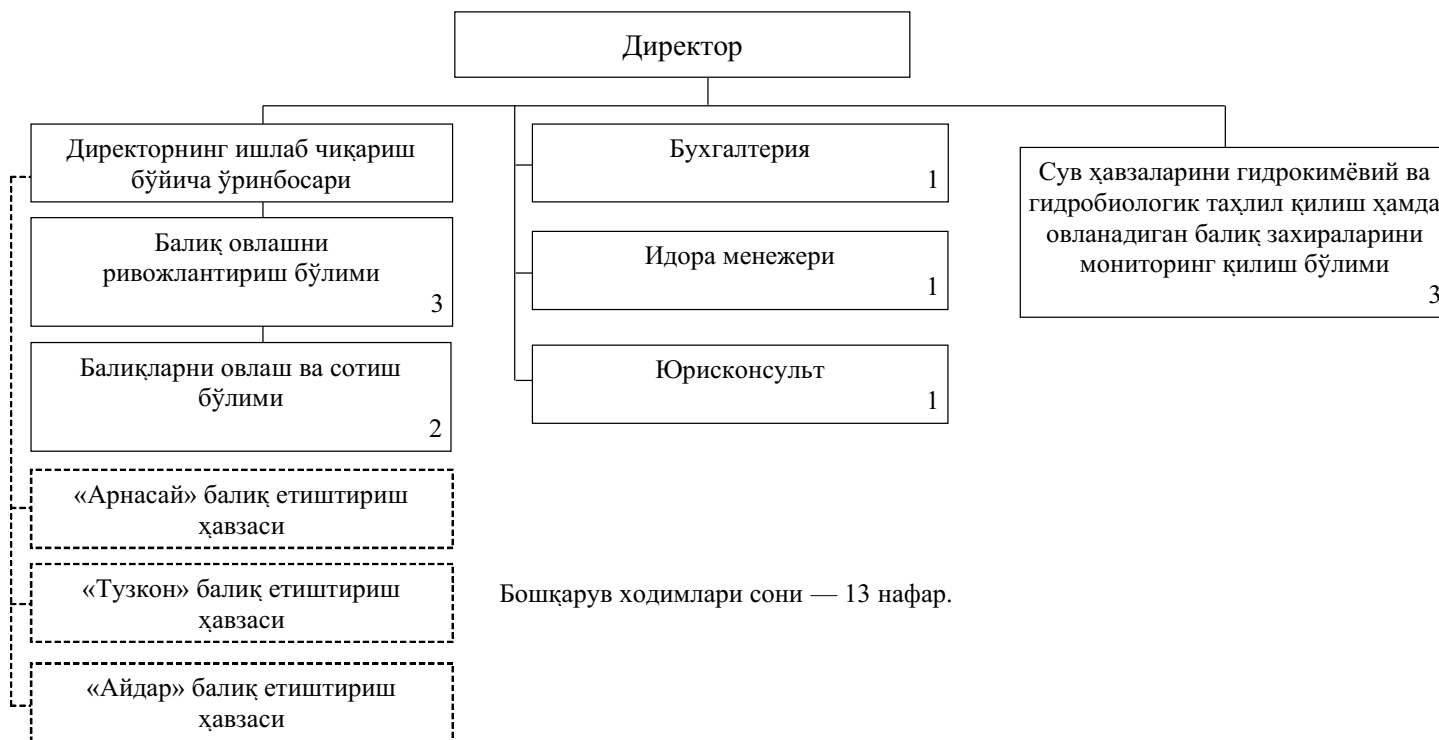 Директор
Директорнинг ишлаб чиқариш
бўйича ўринбосари
Балиқ овлашни
ривожлантириш бўлими
3
Балиқларни овлаш ва сотиш
бўлими
2
«Арнасай» балиқ етиштириш
ҳавзаси
«Тузкон» балиқ етиштириш
ҳавзаси
«Айдар» балиқ етиштириш
ҳавзаси
Бухгалтерия
1
Идора менежери
1
Юрисконсульт
1
Сув ҳавзаларини гидрокимёвий ва
гидробиологик таҳлил қилиш ҳамда
овланадиган балиқ захираларини
мониторинг қилиш бўлими
3
Бошқарув ходимлари сони — 13 нафар.